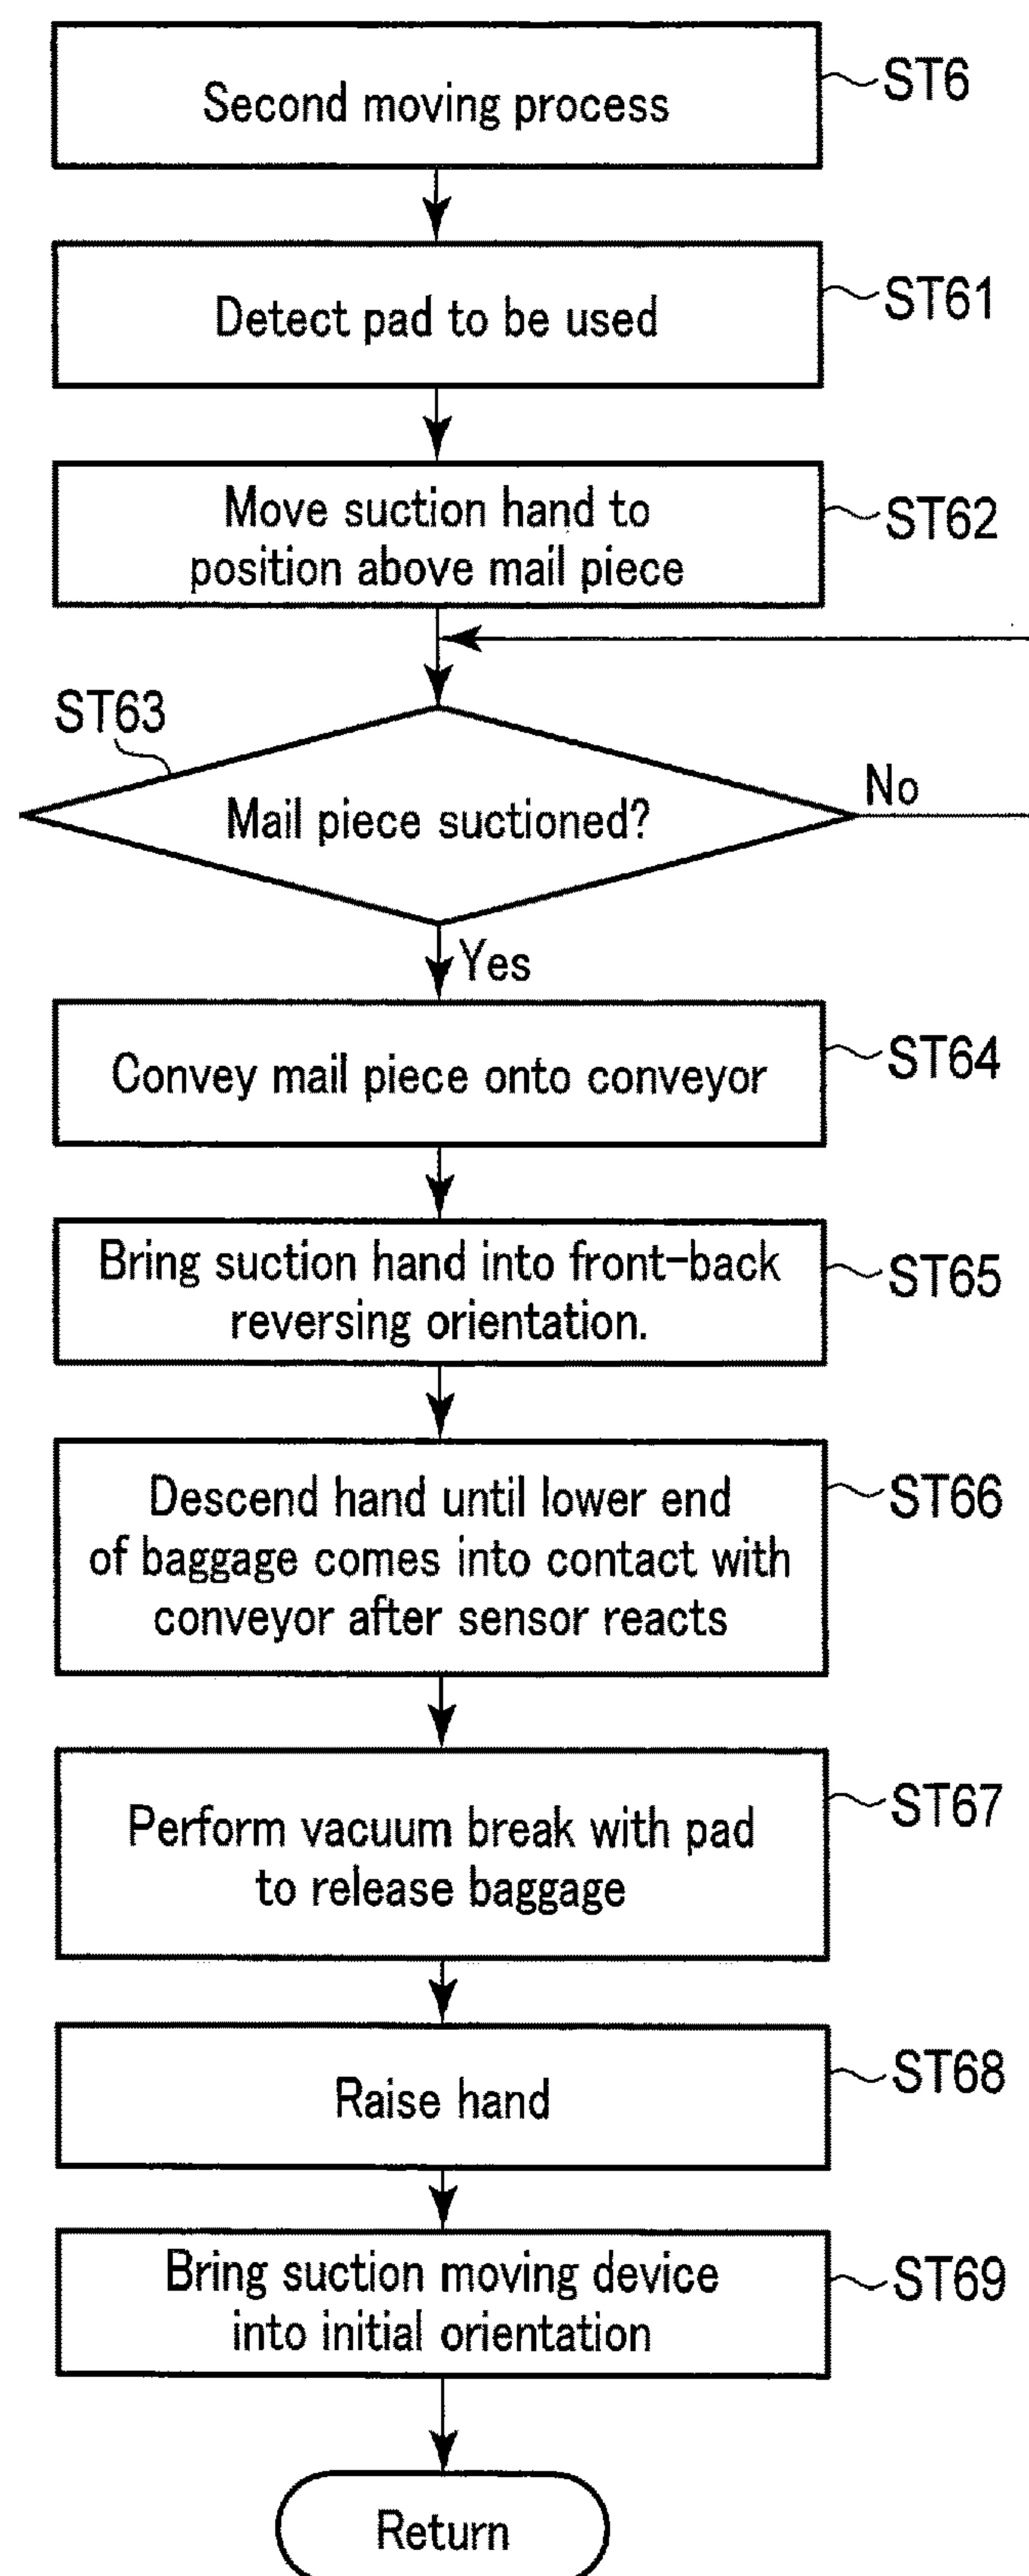 Second moving process
ST6
Detect pad to be used
ST61
Move suction hand to
position above mail piece
ST62
ST63
Mail piece suctioned?
No
Yes
Convey mail piece onto conveyor
ST64
Bring suction hand into front-back
reversing orientation.
ST65
Descend hand until lower end
of baggage comes into contact with
conveyor after sensor reacts
ST66
Perform vacuum break with pad
to release baggage
ST67
Raise hand
ST68
Bring suction moving device
into initial orientation
ST69
Return